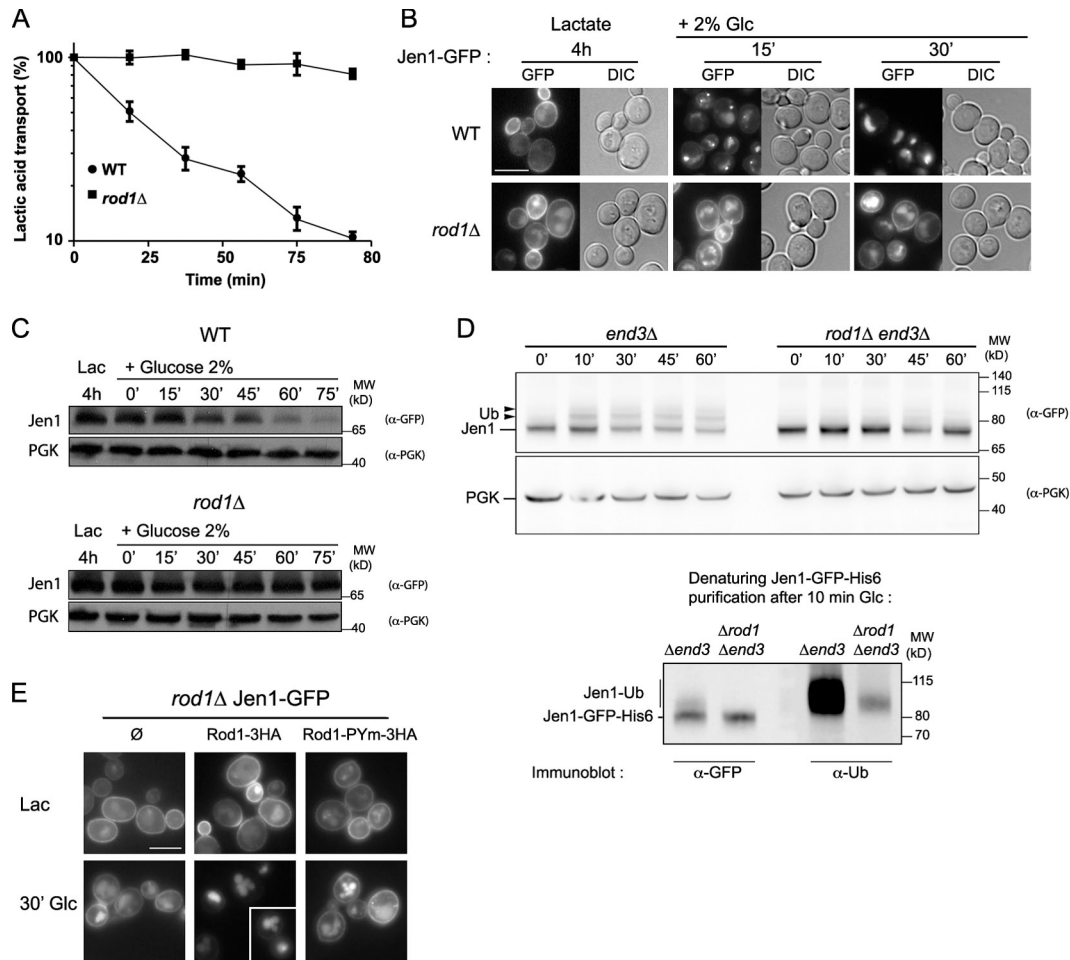 A
Lactic acid transport (%)
100
10
WT
rod1Δ
0 25 50 75 80
Time (min)
B
Lactate + 2% Glc
Jen1-GFP : 4h 15’ 30’
GFP DIC GFP DIC GFP DIC
WT
rod1Δ
C
WT
Lac + Glucose 2%
4h 0’ 15’ 30’ 45’ 60’ 75’ MW (kD)
Jen1 65 (α-GFP)
PGK 40 (α-PGK)
rod1Δ
Lac + Glucose 2%
4h 0’ 15’ 30’ 45’ 60’ 75’ MW (kD)
Jen1 65 (α-GFP)
PGK 40 (α-PGK)
D
end3Δ rod1Δ end3Δ MW
0’ 10’ 30’ 45’ 60’ 0’ 10’ 30’ 45’ 60’ (kD)
140
115
Ub (α-GFP)
80
Jen1
65
50
PGK (α-PGK)
40
Denaturing Jen1-GFP-His6
purification after 10 min Glc :
Δrod1 Δrod1 MW
Δend3 Δend3 Δend3 Δend3 (kD)
115
Jen1-Ub
Jen1-GFP-His6 80
70
Immunoblot : α-GFP α-Ub
E
rod1Δ Jen1-GFP
Ø Rod1-3HA Rod1-PYm-3HA
Lac
30’ Glc